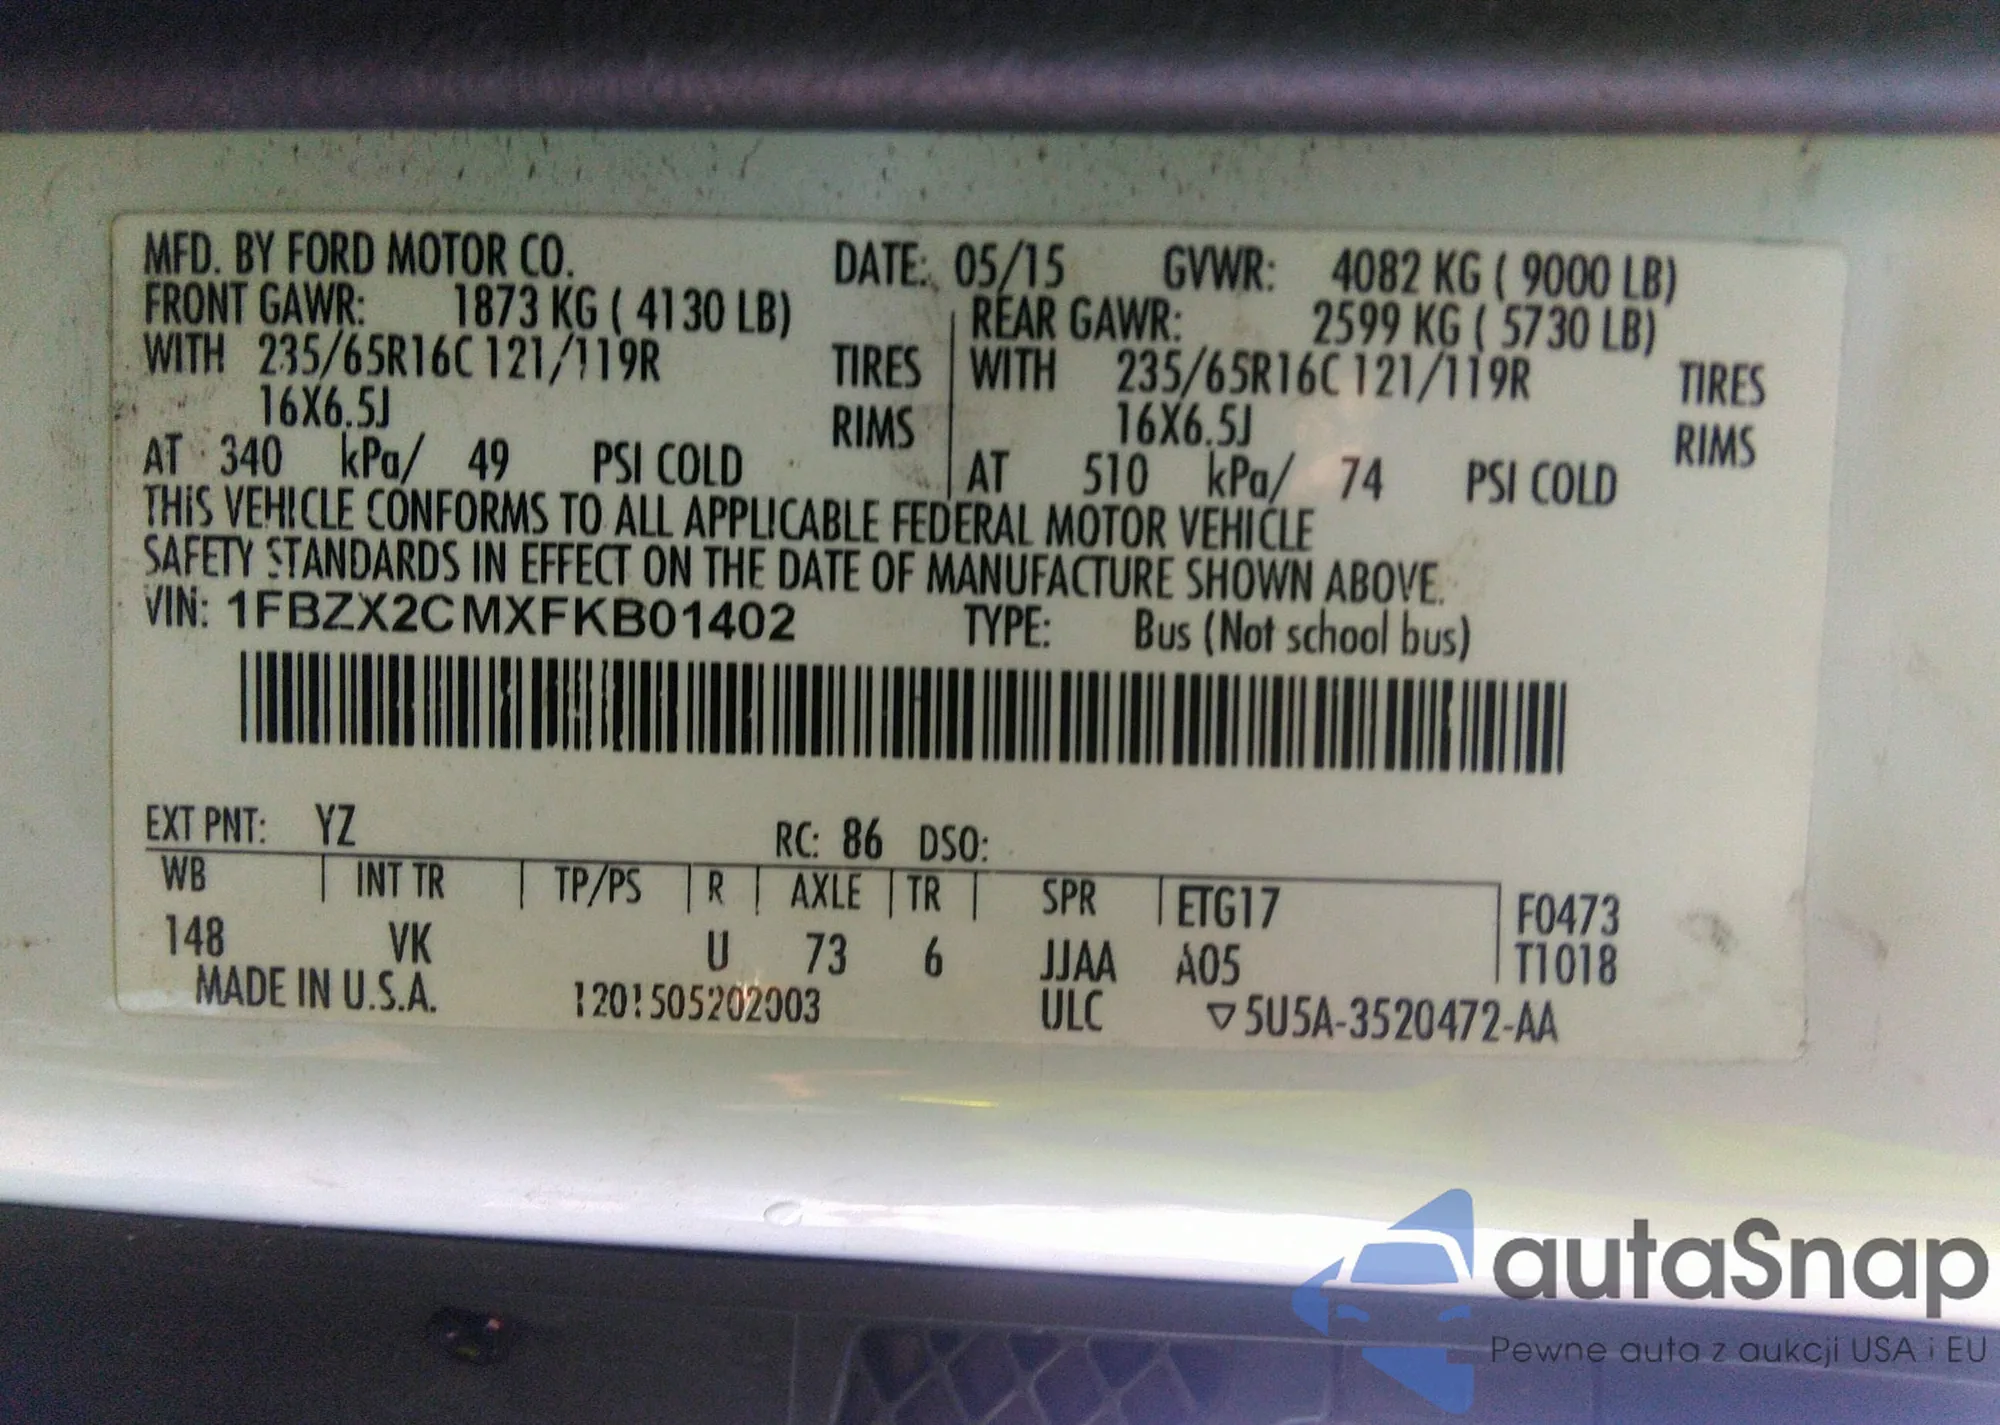 MFD. BY FORD MOTOR CO. DATE: 05/15 GVWR: 4082 KG ( 9000 LB)
FRONT GAWR: 1873 KG ( 4130 LB) REAR GAWR: 2599 KG ( 5730 LB)
WITH 235/65R16C 121/119R TIRES WITH 235/65R16C 121/119R TIRES
16X6.5J RIMS 16X6.5J RIMS
AT 340 kPa/ 49 PSI COLD AT 510 kPa/ 74 PSI COLD
THIS VEHICLE CONFORMS TO ALL APPLICABLE FEDERAL MOTOR VEHICLE
SAFETY STANDARDS IN EFFECT ON THE DATE OF MANUFACTURE SHOWN ABOVE.
VIN: 1FBZX2CMXFKB01402 TYPE: Bus (Not school bus)
EXT PNT: YZ RC: 86 DSO:
WB INT TR TP/PS R AXLE TR SPR ETG17 F0473
148 VK U 73 6 JJAA A05 T1018
MADE IN U.S.A. 1201505202003 ULC ▽5U5A-3520472-AA
autaSnap
Pewne auta z aukcji USA i EU